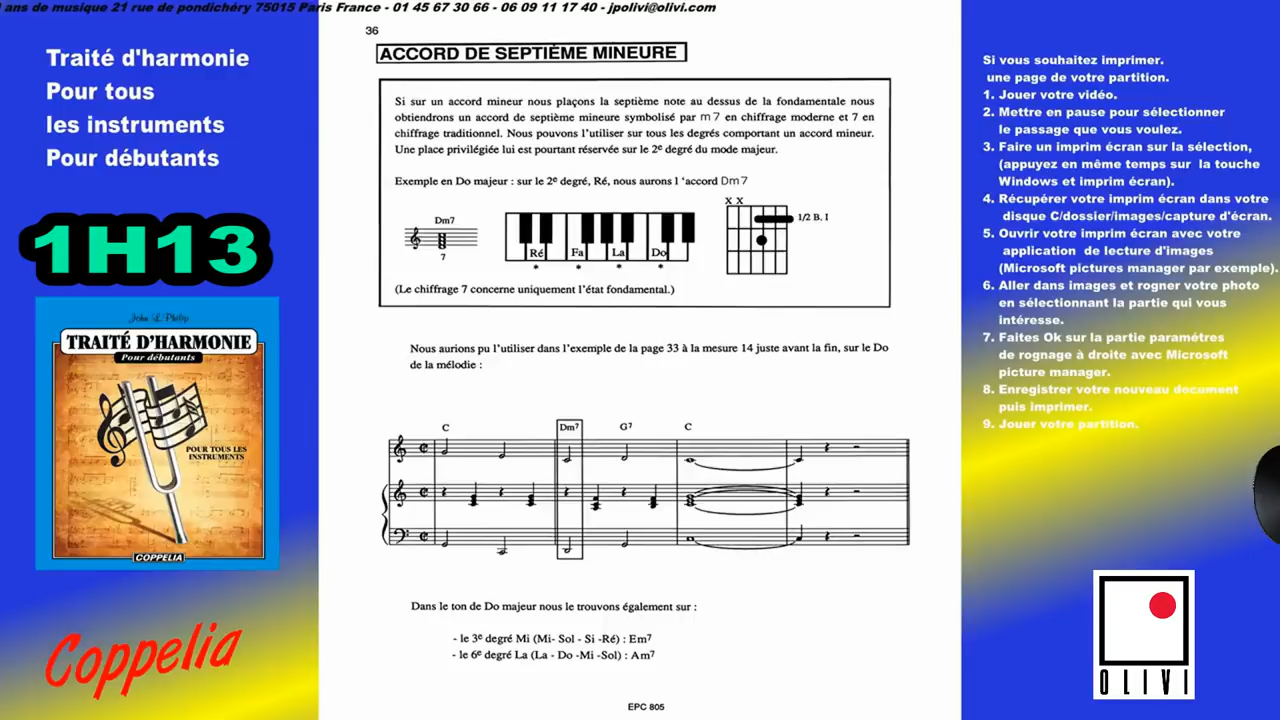 ans de musique 21 rue de pondichéry 75015 Paris France - 01 45 67 30 66 - 06 09 11 17 40 - jpolivi@olivi.com
Traité d'harmonie
Pour tous
les instruments
Pour débutants
1H13
John L. Philip
TRAITÉ D'HARMONIE
Pour débutants
POUR TOUS LES
INSTRUMENTS
COPPELIA
Coppelia
36
ACCORD DE SEPTIÈME MINEURE
Si sur un accord mineur nous plaçons la septième note au dessus de la fondamentale nous
obtiendrons un accord de septième mineure symbolisé par m7 en chiffrage moderne et 7 en
chiffrage traditionnel. Nous pouvons l'utiliser sur tous les degrés comportant un accord mineur.
Une place privilégiée lui est pourtant réservée sur le 2e degré du mode majeur.
Exemple en Do majeur : sur le 2e degré, Ré, nous aurons l 'accord Dm7
Dm7
7
Ré Fa La Do
* * * *
X X
1/2 B. I
(Le chiffrage 7 concerne uniquement l'état fondamental.)
Nous aurions pu l'utiliser dans l'exemple de la page 33 à la mesure 14 juste avant la fin, sur le Do
de la mélodie :
C Dm7 G7 C
Dans le ton de Do majeur nous le trouvons également sur :
- le 3e degré Mi (Mi- Sol - Si -Ré) : Em7
- le 6e degré La (La - Do -Mi -Sol) : Am7
EPC 805
Si vous souhaitez imprimer.
une page de votre partition.
1. Jouer votre vidéo.
2. Mettre en pause pour sélectionner
le passage que vous voulez.
3. Faire un imprim écran sur la sélection,
(appuyez en même temps sur la touche
Windows et imprim écran).
4. Récupérer votre imprim écran dans votre
disque C/dossier/images/capture d'écran.
5. Ouvrir votre imprim écran avec votre
application de lecture d'images
(Microsoft pictures manager par exemple).
6. Aller dans images et rogner votre photo
en sélectionnant la partie qui vous
intéresse.
7. Faites Ok sur la partie paramétres
de rognage à droite avec Microsoft
picture manager.
8. Enregistrer votre nouveau document
puis imprimer.
9. Jouer votre partition.
OLIVI